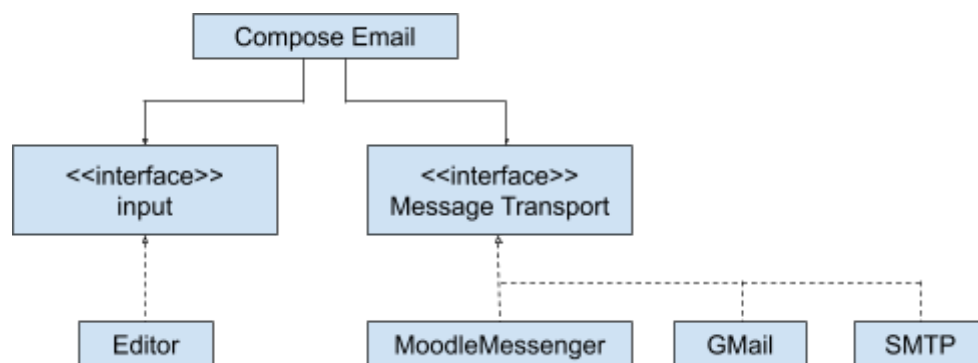 Compose Email
<<interface>>
input
<<interface>>
Message Transport
Editor
MoodleMessenger
GMail
SMTP